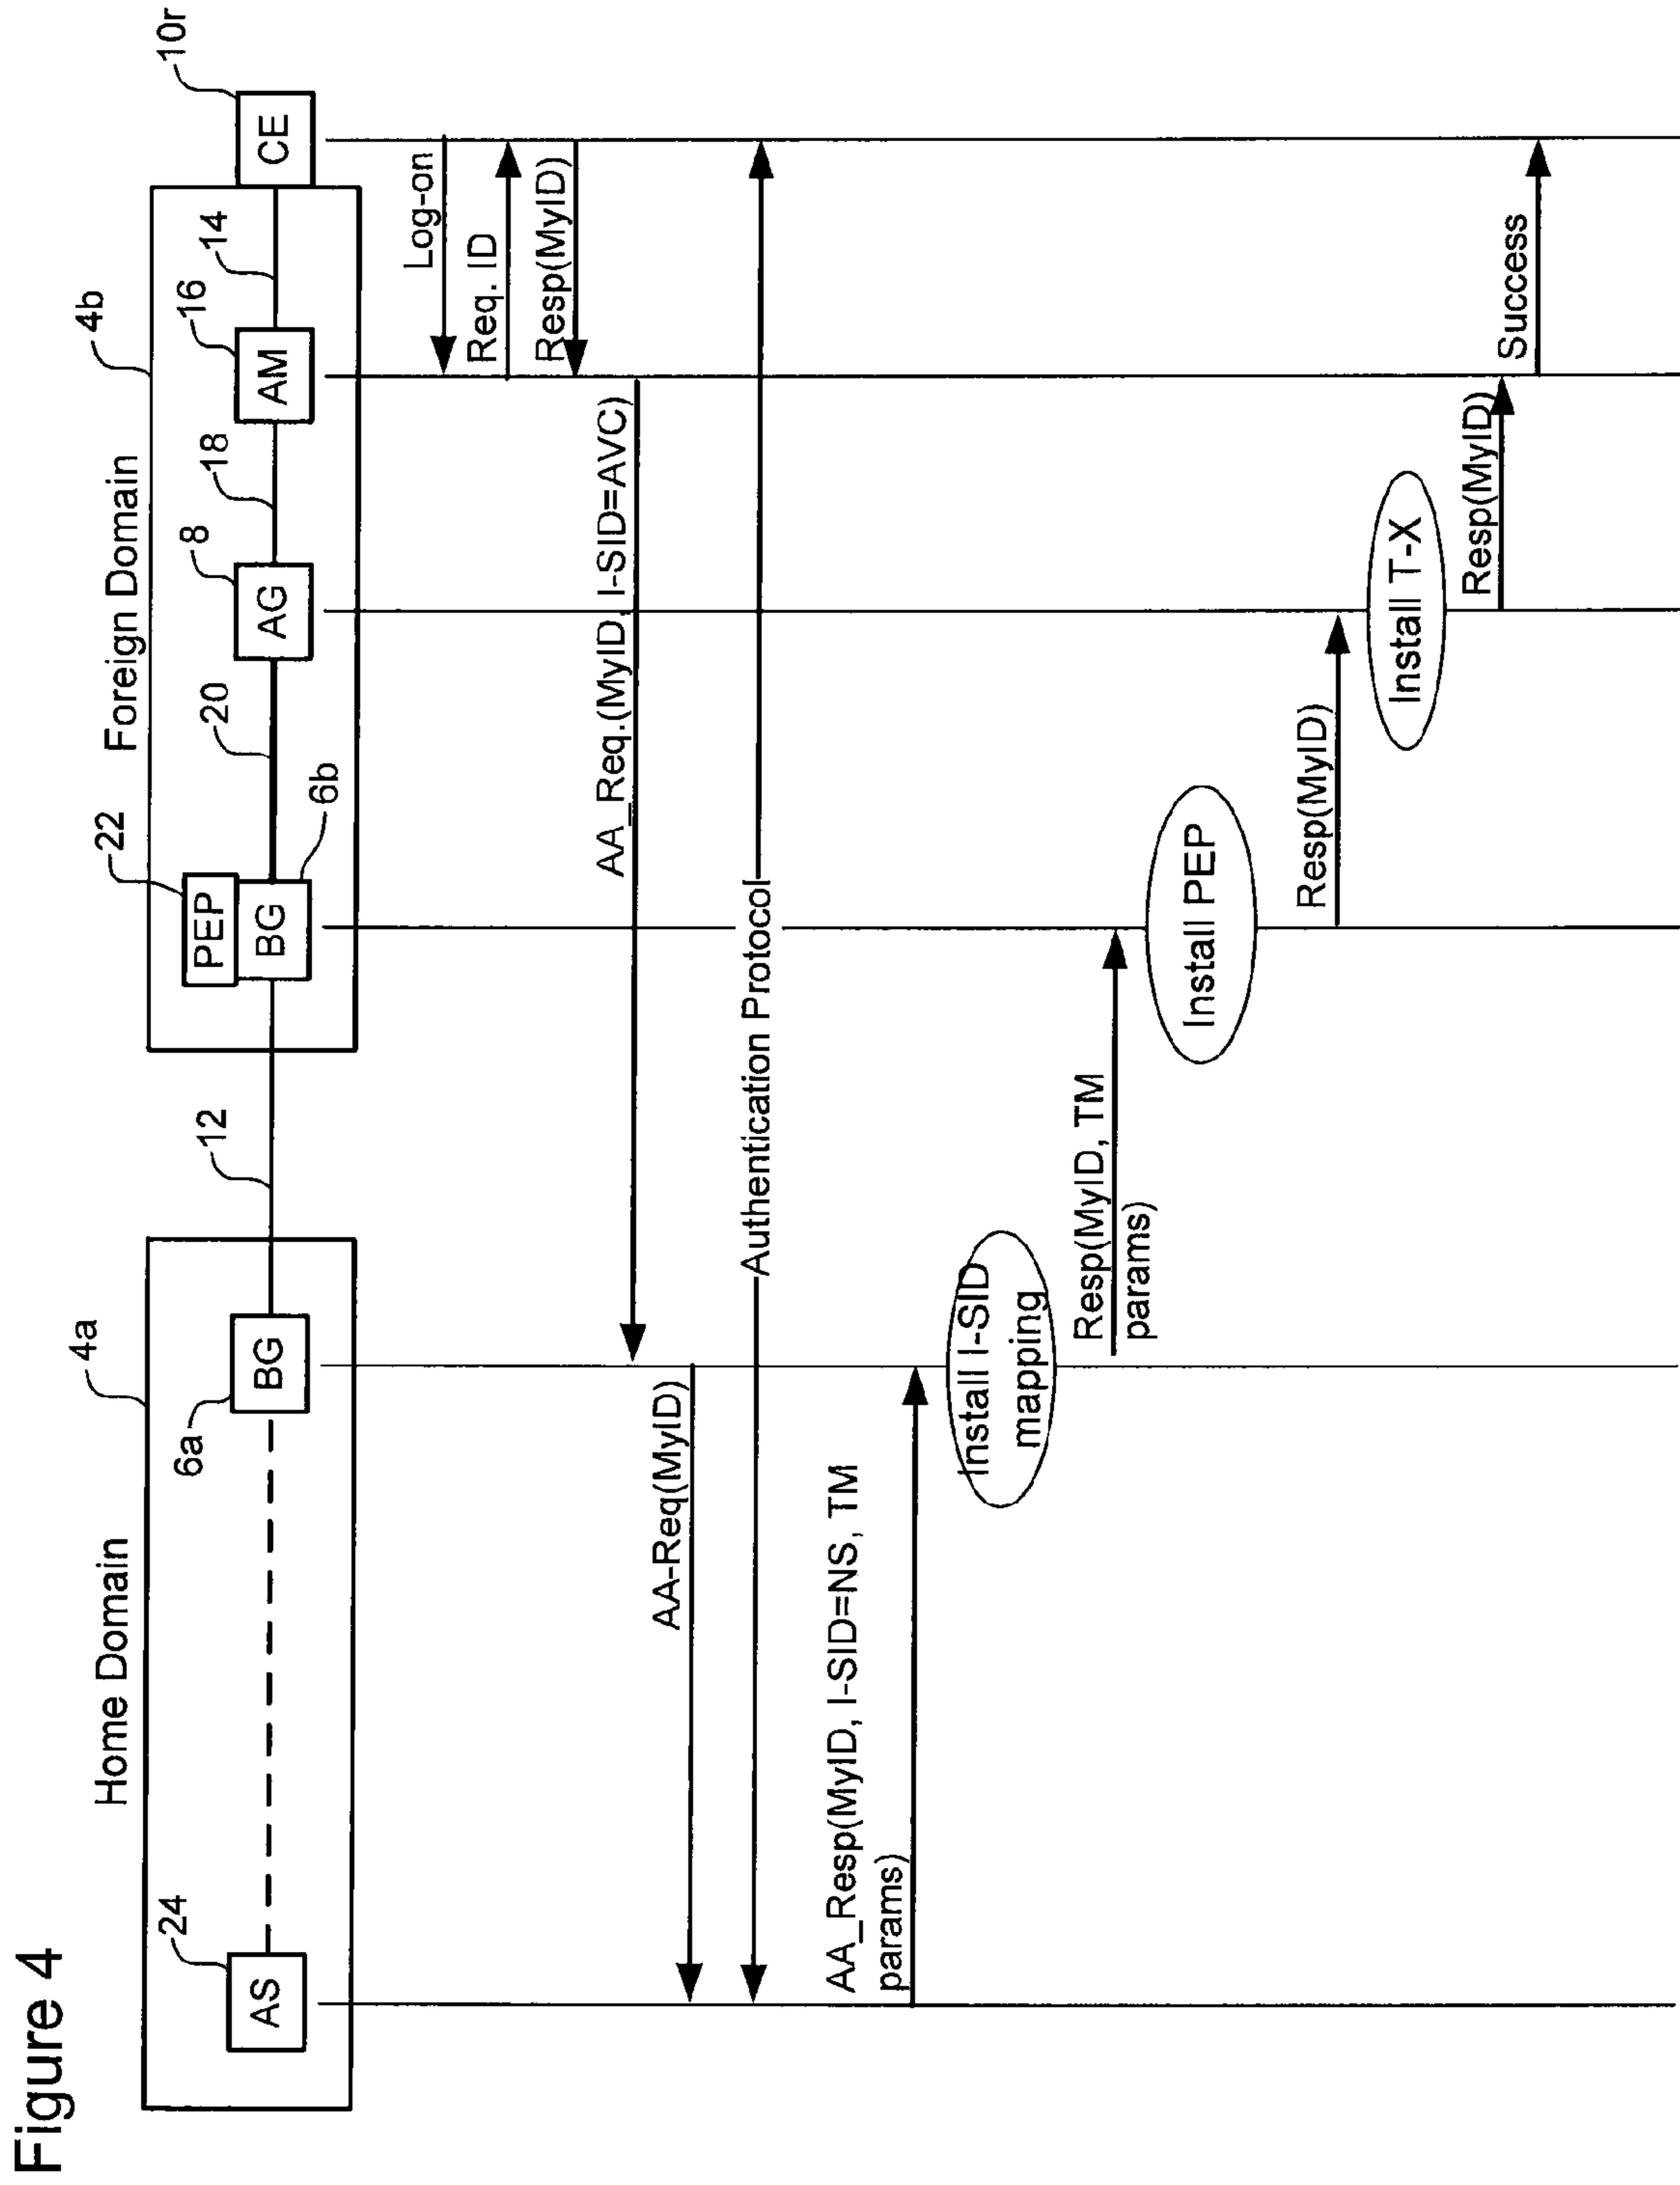 Figure 4
Home Domain
4a
Foreign Domain
4b
24
AS
6a
BG
12
22
PEP
BG
6b
20
8
AG
18
16
AM
14
CE
10r
Log-on
Req. ID
Resp(MyID)
AA_Req.(MyID, I-SID=AVC)
AA-Req(MyID)
Authentication Protocol
AA_Resp(MyID, I-SID=NS, TM
params)
Install I-SID
mapping
Resp(MyID, TM
params)
Install PEP
Resp(MyID)
Install T-X
Resp(MyID)
Success